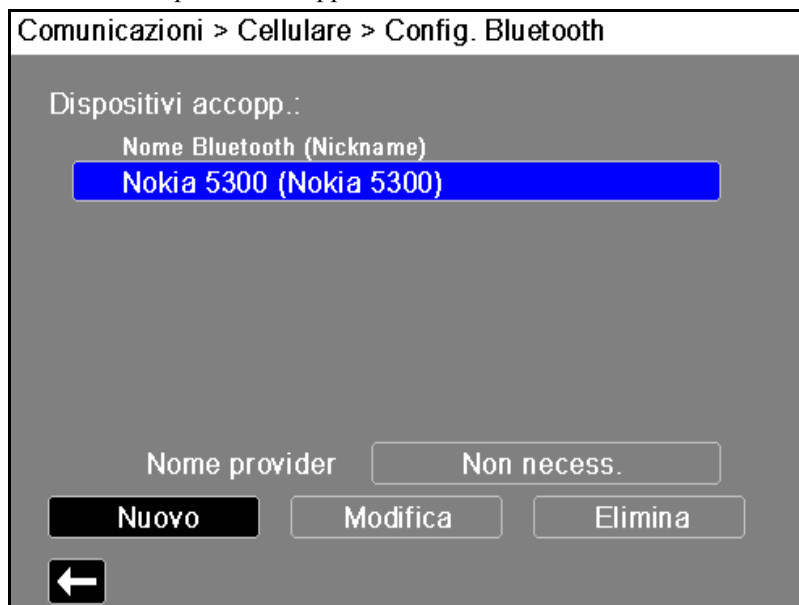 Comunicazioni > Cellulare > Config. Bluetooth
Dispositivi accopp.:
Nome Bluetooth (Nickname)
Nokia 5300 (Nokia 5300)
Nome provider Non necess.
Nuovo Modifica Elimina